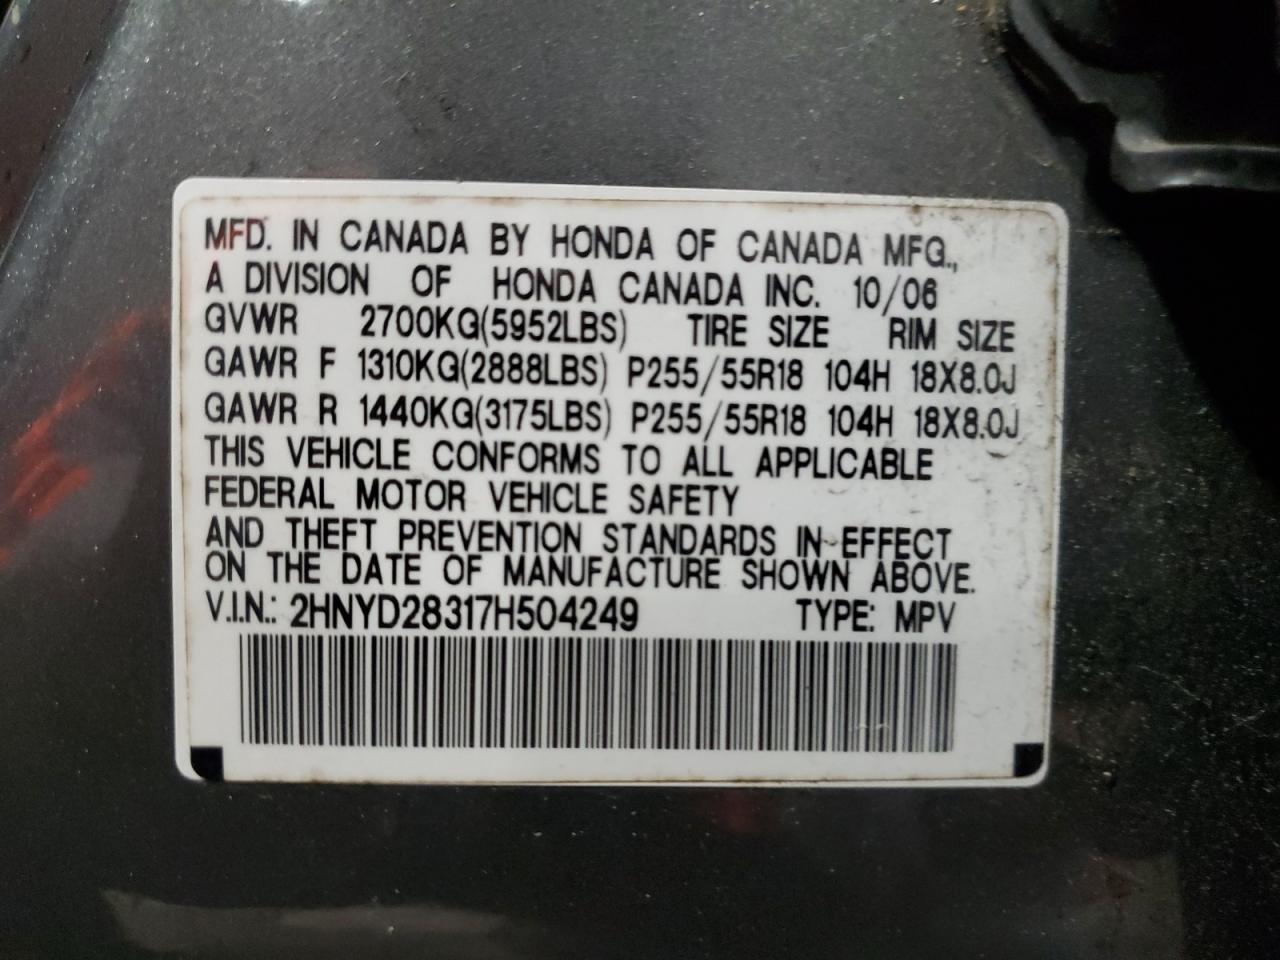 MFD. IN CANADA BY HONDA OF CANADA MFG.,
A DIVISION OF HONDA CANADA INC. 10/06
GVWR 2700KG(5952LBS) TIRE SIZE RIM SIZE
GAWR F 1310KG(2888LBS) P255/55R18 104H 18X8.0J
GAWR R 1440KG(3175LBS) P255/55R18 104H 18X8.0J
THIS VEHICLE CONFORMS TO ALL APPLICABLE
FEDERAL MOTOR VEHICLE SAFETY
AND THEFT PREVENTION STANDARDS IN EFFECT
ON THE DATE OF MANUFACTURE SHOWN ABOVE.
V.I.N.: 2HNYD28317H504249 TYPE: MPV